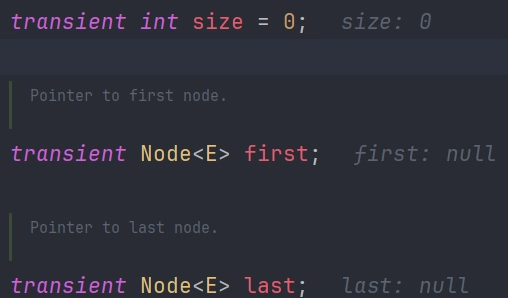 transient int size = 0;  size: 0
Pointer to first node.
transient Node<E> first;  first: null
Pointer to last node.
transient Node<E> last;  last: null